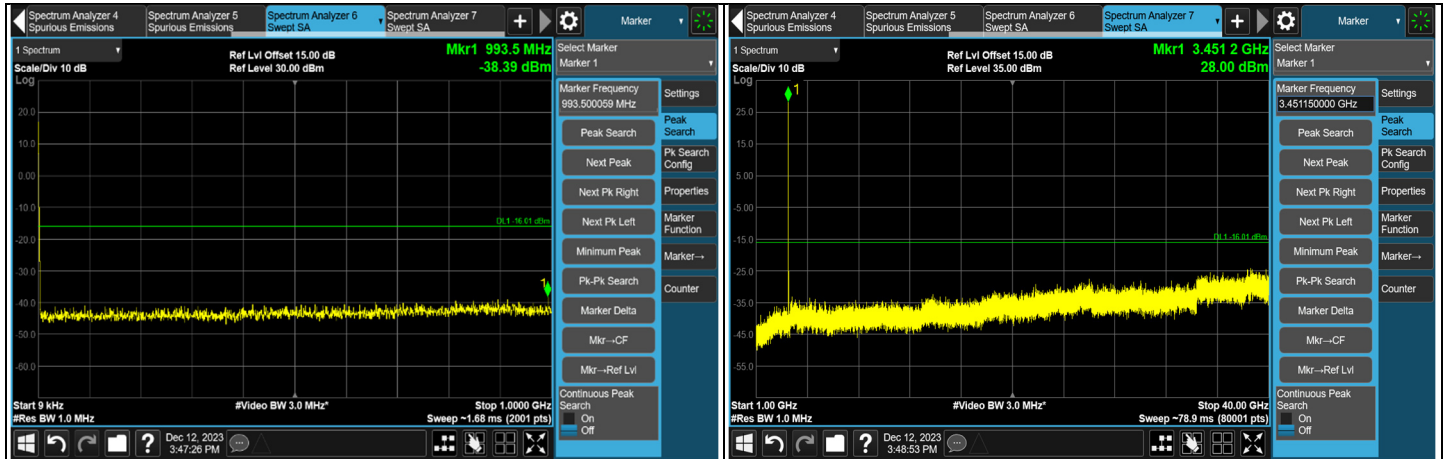 Spectrum Analyzer 4
Spurious Emissions
Spectrum Analyzer 5
Spurious Emissions
Spectrum Analyzer 6
Swept SA
Spectrum Analyzer 7
Swept SA
+
Marker
1 Spectrum
Scale/Div 10 dB
Ref Lvl Offset 15.00 dB
Ref Level 30.00 dBm
Mkr1 993.5 MHz
-38.39 dBm
Log
20.0
10.0
0.00
-10.0
-20.0
-30.0
-40.0
-50.0
-60.0
DL1 -16.01 dBm
1
Start 9 kHz
#Res BW 1.0 MHz
#Video BW 3.0 MHz*
Stop 1.0000 GHz
Sweep ~1.68 ms (2001 pts)
Select Marker
Marker 1
Marker Frequency
993.500059 MHz
Peak Search
Next Peak
Next Pk Right
Next Pk Left
Minimum Peak
Pk-Pk Search
Marker Delta
Mkr→CF
Mkr→Ref Lvl
Continuous Peak
Search
On
Off
Settings
Peak
Search
Pk Search
Config
Properties
Marker
Function
Marker→
Counter
?
Dec 12, 2023
3:47:26 PM
Spectrum Analyzer 4
Spurious Emissions
Spectrum Analyzer 5
Spurious Emissions
Spectrum Analyzer 6
Swept SA
Spectrum Analyzer 7
Swept SA
+
Marker
1 Spectrum
Scale/Div 10 dB
Ref Lvl Offset 15.00 dB
Ref Level 35.00 dBm
Mkr1 3.451 2 GHz
28.00 dBm
Log
25.0
15.0
5.00
-5.00
-15.0
-25.0
-35.0
-45.0
-55.0
DL1 -16.01 dBm
1
Start 1.00 GHz
#Res BW 1.0 MHz
#Video BW 3.0 MHz*
Stop 40.00 GHz
Sweep ~78.9 ms (80001 pts)
Select Marker
Marker 1
Marker Frequency
3.451150000 GHz
Peak Search
Next Peak
Next Pk Right
Next Pk Left
Minimum Peak
Pk-Pk Search
Marker Delta
Mkr→CF
Mkr→Ref Lvl
Continuous Peak
Search
On
Off
Settings
Peak
Search
Pk Search
Config
Properties
Marker
Function
Marker→
Counter
?
Dec 12, 2023
3:48:53 PM